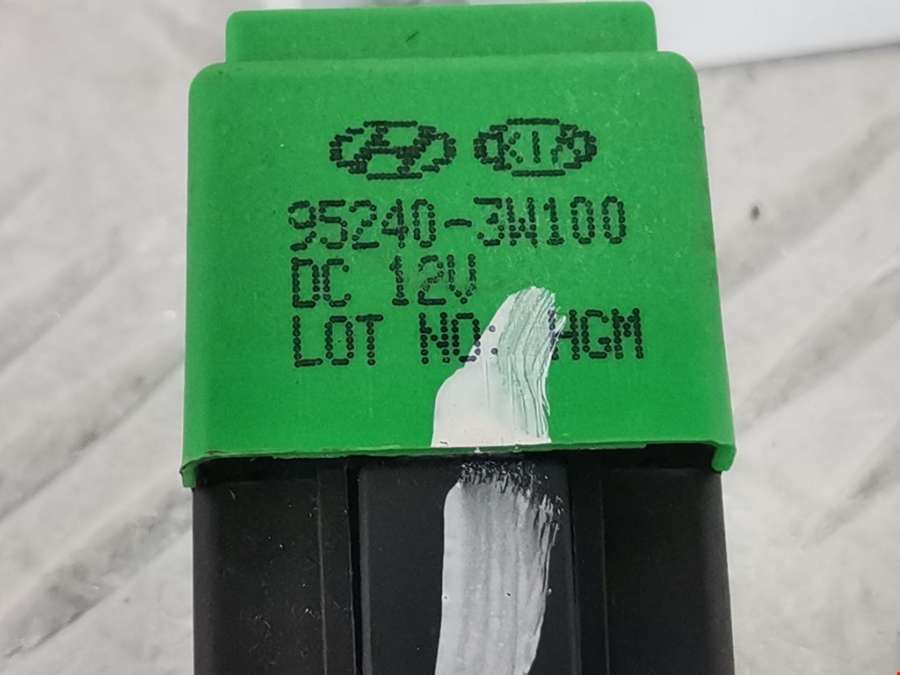 KIA
95240-3W100
DC 12V
LOT NO: HGM